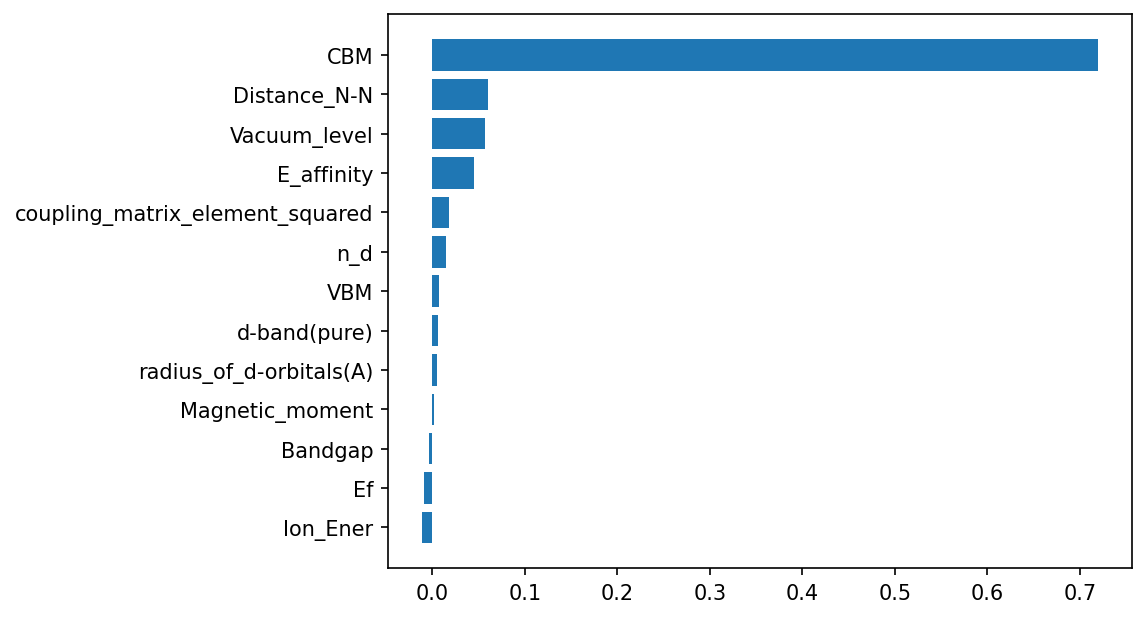 CBM
Distance_N-N
Vacuum_level
E_affinity
coupling_matrix_element_squared
n_d
VBM
d-band(pure)
radius_of_d-orbitals(A)
Magnetic_moment
Bandgap
Ef
Ion_Ener
0.0 0.1 0.2 0.3 0.4 0.5 0.6 0.7